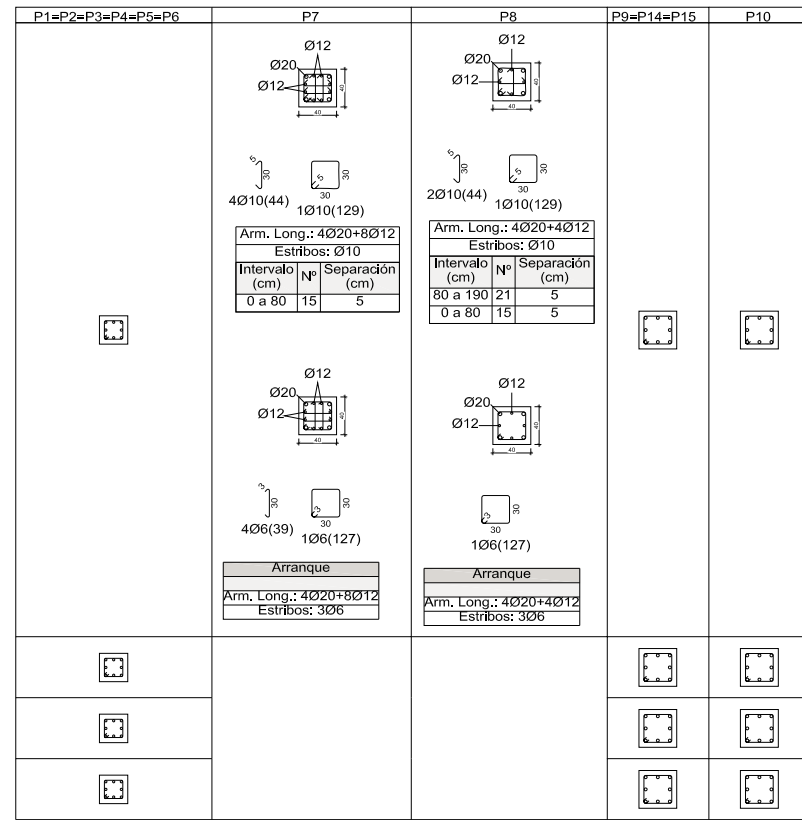 P1=P2=P3=P4=P5=P6 P7 P8 P9=P14=P15 P10
Ø12
Ø20
Ø12
40
40
5
30
4Ø10(44)
5
30
30
1Ø10(129)
Arm. Long.: 4Ø20+8Ø12
Estribos: Ø10
Intervalo (cm) Nº Separación (cm)
0 a 80 15 5
Ø12
Ø20
Ø12
40
40
3
30
4Ø6(39)
3
30
30
1Ø6(127)
Arranque
Arm. Long.: 4Ø20+8Ø12
Estribos: 3Ø6
Ø12
Ø20
Ø12
40
40
5
30
2Ø10(44)
5
30
30
1Ø10(129)
Arm. Long.: 4Ø20+4Ø12
Estribos: Ø10
Intervalo (cm) Nº Separación (cm)
80 a 190 21 5
0 a 80 15 5
Ø12
Ø20
Ø12
40
40
3
30
30
1Ø6(127)
Arranque
Arm. Long.: 4Ø20+4Ø12
Estribos: 3Ø6